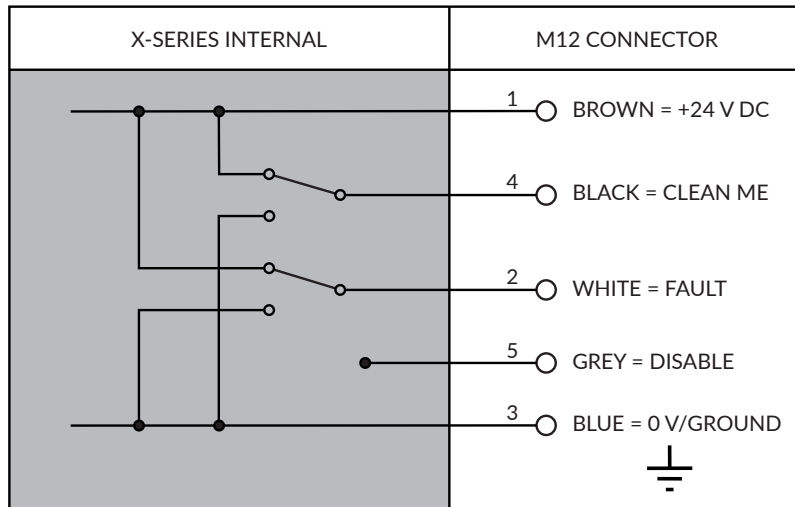 X-SERIES INTERNAL
M12 CONNECTOR
1 BROWN = +24 V DC
4 BLACK = CLEAN ME
2 WHITE = FAULT
5 GREY = DISABLE
3 BLUE = 0 V/GROUND